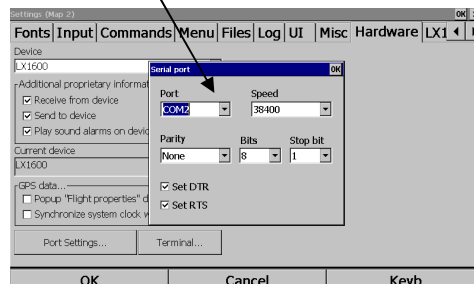 Settings (Map 2) OK
Fonts Input Commands Menu Files Log UI Misc Hardware LX1
Device
LX1600
Additional proprietary informat
Receive from device
Send to device
Play sound alarms on devic
Current device
LX1600
GPS data...
Popup "Flight properties" d
Synchronize system clock w
Port Settings... Terminal...
Serial port OK
Port Speed
COM2 38400
Parity Bits Stop bit
None 8 1
Set DTR
Set RTS
OK Cancel Keyb